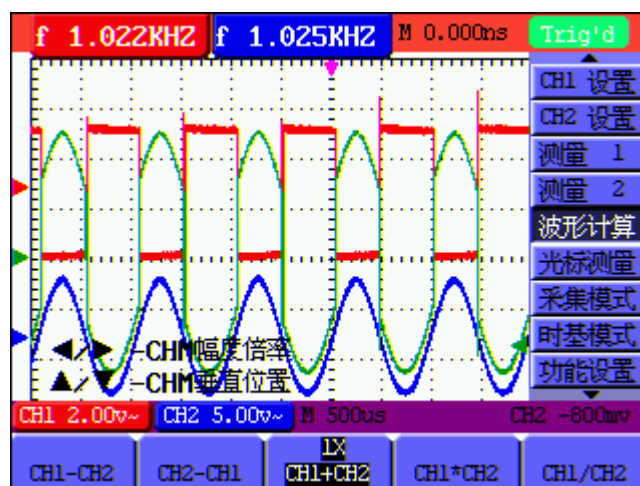 f 1.022KHZ
f 1.025KHZ
M 0.000ns
Trig'd
CH1 设置
CH2 设置
测量 1
测量 2
波形计算
光标测量
采集模式
时基模式
功能设置
◀/▶ -CHM幅度倍率
▲/▼ -CHM垂直位置
CH1 2.00v~
CH2 5.00v~
M 500us
CH2 -800mv
CH1-CH2
CH2-CH1
1X
CH1+CH2
CH1*CH2
CH1/CH2